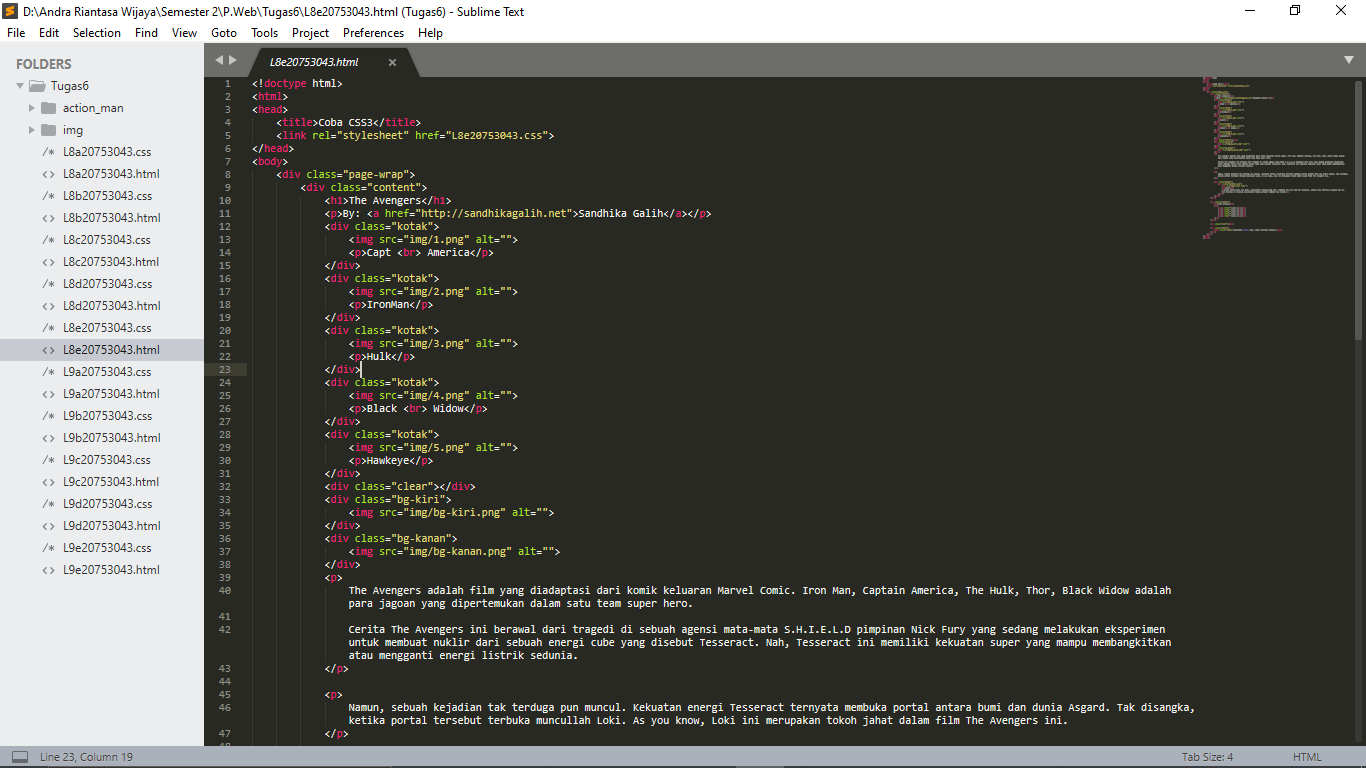 D:\Andra Riantasa Wijaya\Semester 2\P.Web\Tugas6\L8e20753043.html (Tugas6) - Sublime Text
File Edit Selection Find View Goto Tools Project Preferences Help
FOLDERS
Tugas6
action_man
img
/* L8a20753043.css
<> L8a20753043.html
/* L8b20753043.css
<> L8b20753043.html
/* L8c20753043.css
<> L8c20753043.html
/* L8d20753043.css
<> L8d20753043.html
/* L8e20753043.css
<> L8e20753043.html
/* L9a20753043.css
<> L9a20753043.html
/* L9b20753043.css
<> L9b20753043.html
/* L9c20753043.css
<> L9c20753043.html
/* L9d20753043.css
<> L9d20753043.html
/* L9e20753043.css
<> L9e20753043.html
L8e20753043.html
1 <!doctype html>
2 <html>
3 <head>
4 <title>Coba CSS3</title>
5 <link rel="stylesheet" href="L8e20753043.css">
6 </head>
7 <body>
8 <div class="page-wrap">
9 <div class="content">
10 <h1>The Avengers</h1>
11 <p>By: <a href="http://sandhikagalih.net">Sandhika Galih</a></p>
12 <div class="kotak">
13 <img src="img/1.png" alt="">
14 <p>Capt <br> America</p>
15 </div>
16 <div class="kotak">
17 <img src="img/2.png" alt="">
18 <p>IronMan</p>
19 </div>
20 <div class="kotak">
21 <img src="img/3.png" alt="">
22 <p>Hulk</p>
23 </div>
24 <div class="kotak">
25 <img src="img/4.png" alt="">
26 <p>Black <br> Widow</p>
27 </div>
28 <div class="kotak">
29 <img src="img/5.png" alt="">
30 <p>Hawkeye</p>
31 </div>
32 <div class="clear"></div>
33 <div class="bg-kiri">
34 <img src="img/bg-kiri.png" alt="">
35 </div>
36 <div class="bg-kanan">
37 <img src="img/bg-kanan.png" alt="">
38 </div>
39 <p>
40 The Avengers adalah film yang diadaptasi dari komik keluaran Marvel Comic. Iron Man, Captain America, The Hulk, Thor, Black Widow adalah
para jagoan yang dipertemukan dalam satu team super hero.
41
42 Cerita The Avengers ini berawal dari tragedi di sebuah agensi mata-mata S.H.I.E.L.D pimpinan Nick Fury yang sedang melakukan eksperimen
untuk membuat nuklir dari sebuah energi cube yang disebut Tesseract. Nah, Tesseract ini memiliki kekuatan super yang mampu membangkitkan
atau mengganti energi listrik sedunia.
43 </p>
44
45 <p>
46 Namun, sebuah kejadian tak terduga pun muncul. Kekuatan energi Tesseract ternyata membuka portal antara bumi dan dunia Asgard. Tak disangka,
ketika portal tersebut terbuka muncullah Loki. As you know, Loki ini merupakan tokoh jahat dalam film The Avengers ini.
47 </p>
Line 23, Column 19
Tab Size: 4
HTML